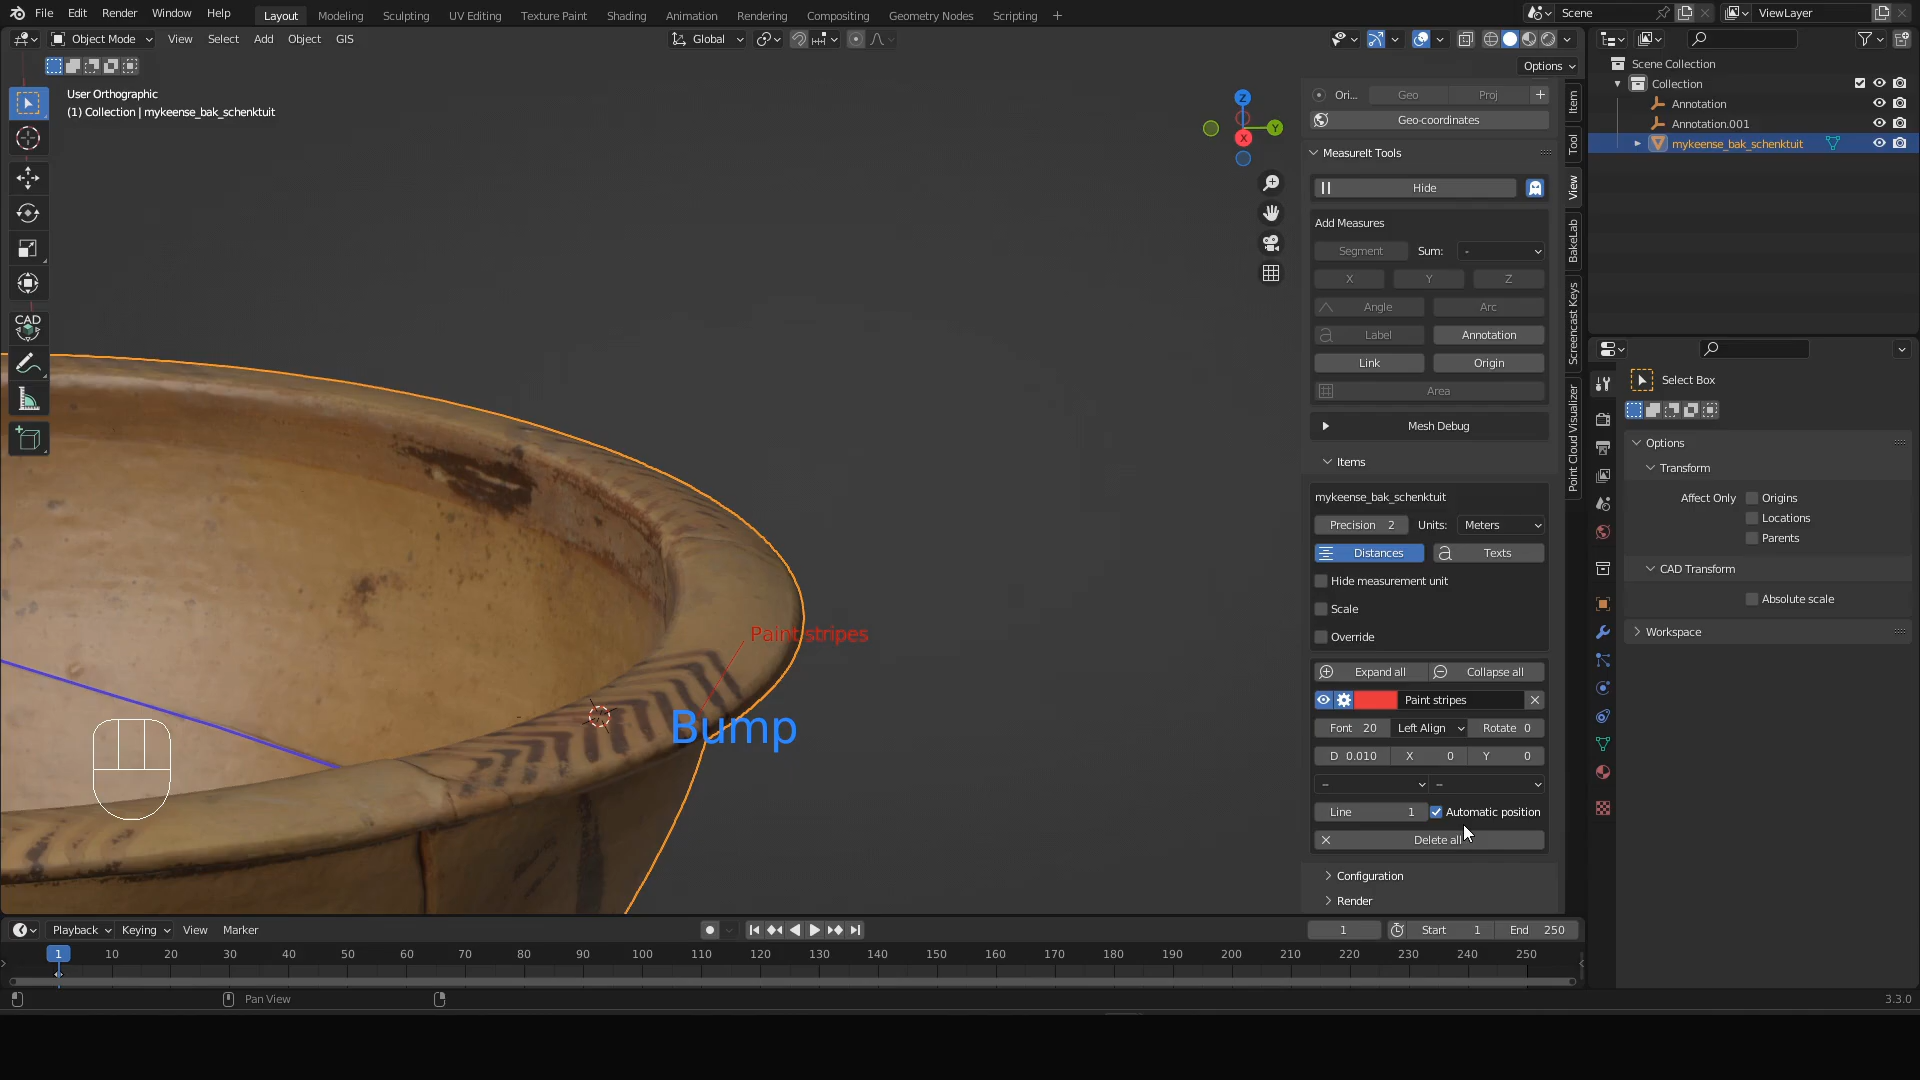 File Edit Render Window Help Layout Modeling Sculpting UV Editing Texture Paint Shading Animation Rendering Compositing Geometry Nodes Scripting + Scene ViewLayer
Object Mode View Select Add Object GIS Global
Options
User Orthographic
(1) Collection | mykeense_bak_schenktuit
CAD
Z
Y
X
Paint stripes
Bump
Ori... Geo Proj +
Geo-coordinates
MeasureIt Tools
Hide
Add Measures
Segment Sum: -
X Y Z
Angle Arc
Label Annotation
Link Origin
Area
Mesh Debug
Items
mykeense_bak_schenktuit
Precision 2 Units: Meters
Distances Texts
Hide measurement unit
Scale
Override
Expand all Collapse all
Paint stripes
Font 20 Left Align Rotate 0
D 0.010 X 0 Y 0
-- --
Line 1 Automatic position
Delete all
Configuration
Render
Item
Tool
View
BakeLab
Screencast Keys
Point Cloud Visualizer
Scene Collection
Collection
Annotation
Annotation.001
mykeense_bak_schenktuit
Select Box
Options
Transform
Affect Only Origins
Locations
Parents
CAD Transform
Absolute scale
Workspace
Playback Keying View Marker 1 Start 1 End 250
1 10 20 30 40 50 60 70 80 90 100 110 120 130 140 150 160 170 180 190 200 210 220 230 240 250
Pan View
3.3.0